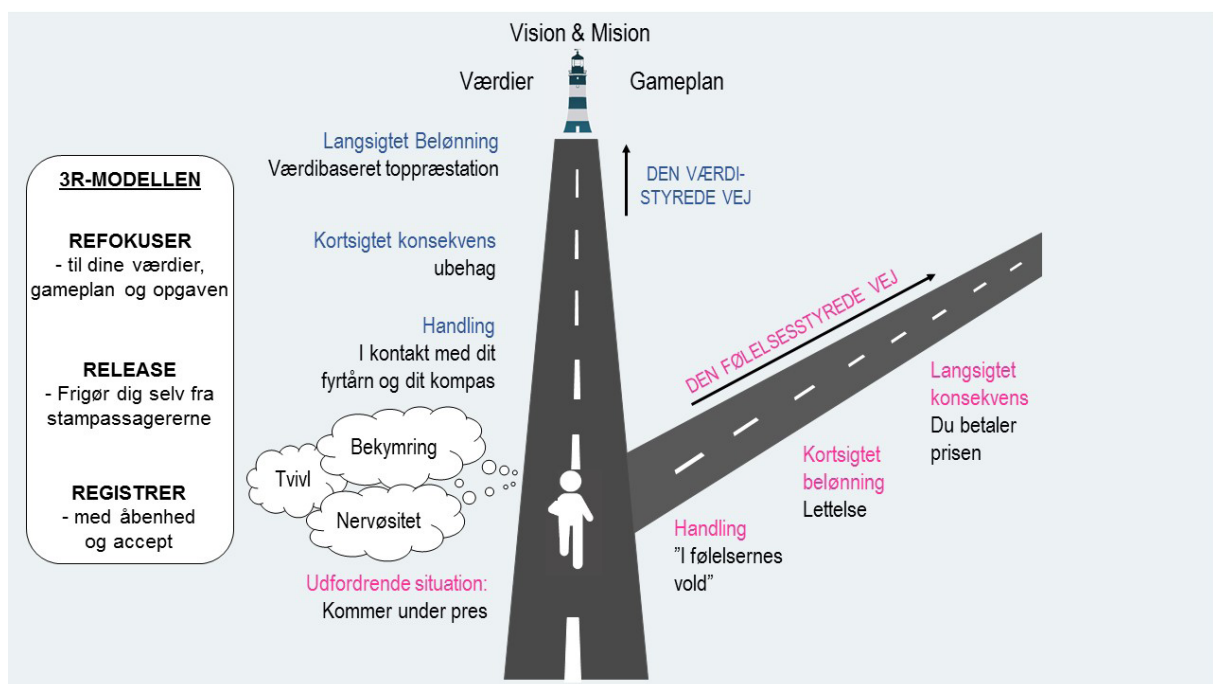 Vision & Mision
Værdier
Gameplan
Langsigtet Belønning
Værdibaseret toppræstation
DEN VÆRDI-
STYREDE VEJ
3R-MODELLEN
REFOKUSER
- til dine værdier,
gameplan og opgaven
RELEASE
- Frigør dig selv fra
stampassagererne
REGISTRER
- med åbenhed
og accept
Kortsigtet konsekvens
ubehag
Handling
I kontakt med dit
fyrtårn og dit kompas
Bekymring
Tvivl
Nervøsitet
Udfordrende situation:
Kommer under pres
DEN FØLELSESSTYREDE VEJ
Handling
"I følelsernes
vold"
Kortsigtet
belønning
Lettelse
Langsigtet
konsekvens
Du betaler
prisen